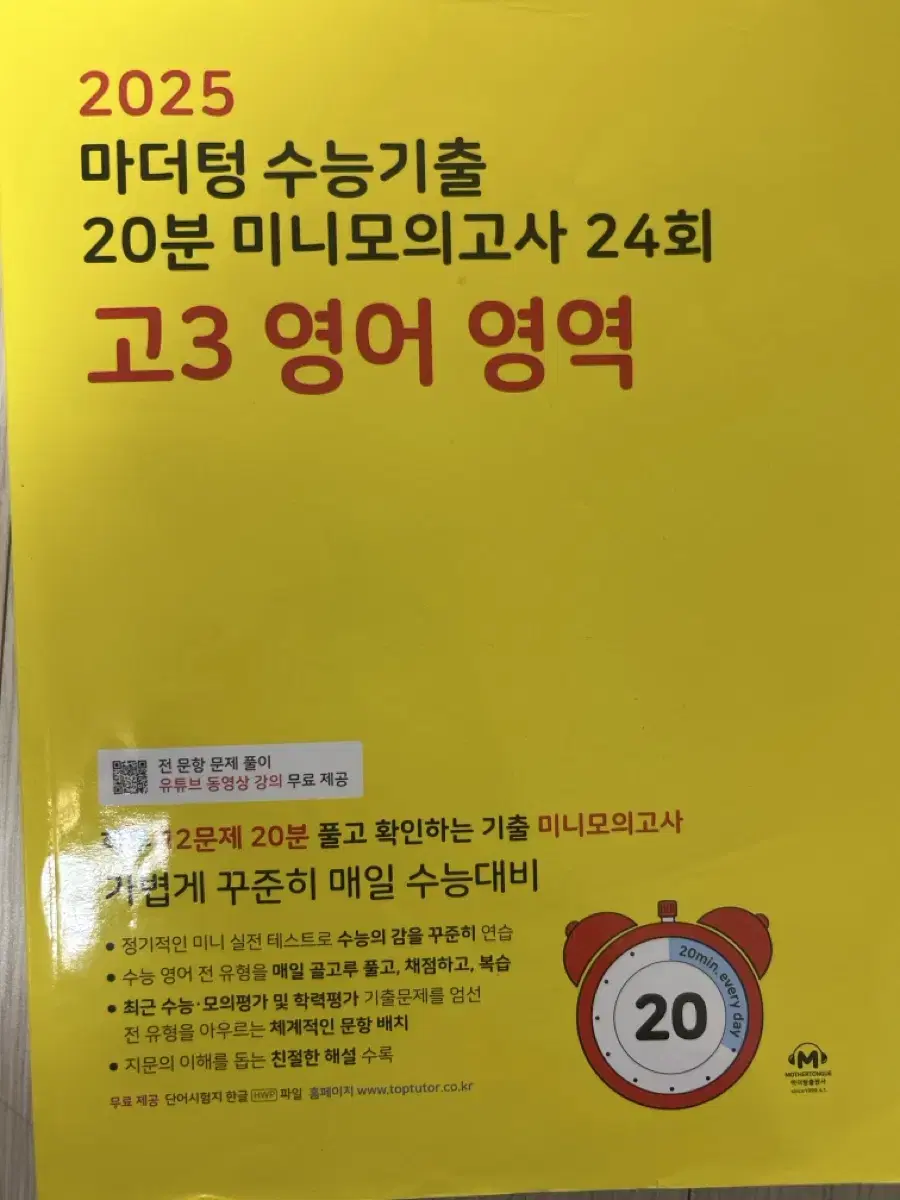 2025
마더텅 수능기출
20분 미니모의고사 24회
고3 영어 영역
전 문항 문제 풀이
유튜브 동영상 강의 무료 제공
12문제 20분 풀고 확인하는 기출 미니모의고사
가볍게 꾸준히 매일 수능대비
• 정기적인 미니 실전 테스트로 수능의 감을 꾸준히 연습
• 수능 영어 전 유형을 매일 골고루 풀고, 채점하고, 복습
• 최근 수능·모의평가 및 학력평가 기출문제를 엄선
전 유형을 아우르는 체계적인 문항 배치
• 지문의 이해를 돕는 친절한 해설 수록
무료 제공 단어시험지 한글 HWP 파일 홈페이지 www.toptutor.co.kr
20min. every day
20
M
MOTHERTONGUE
마더텅출판사